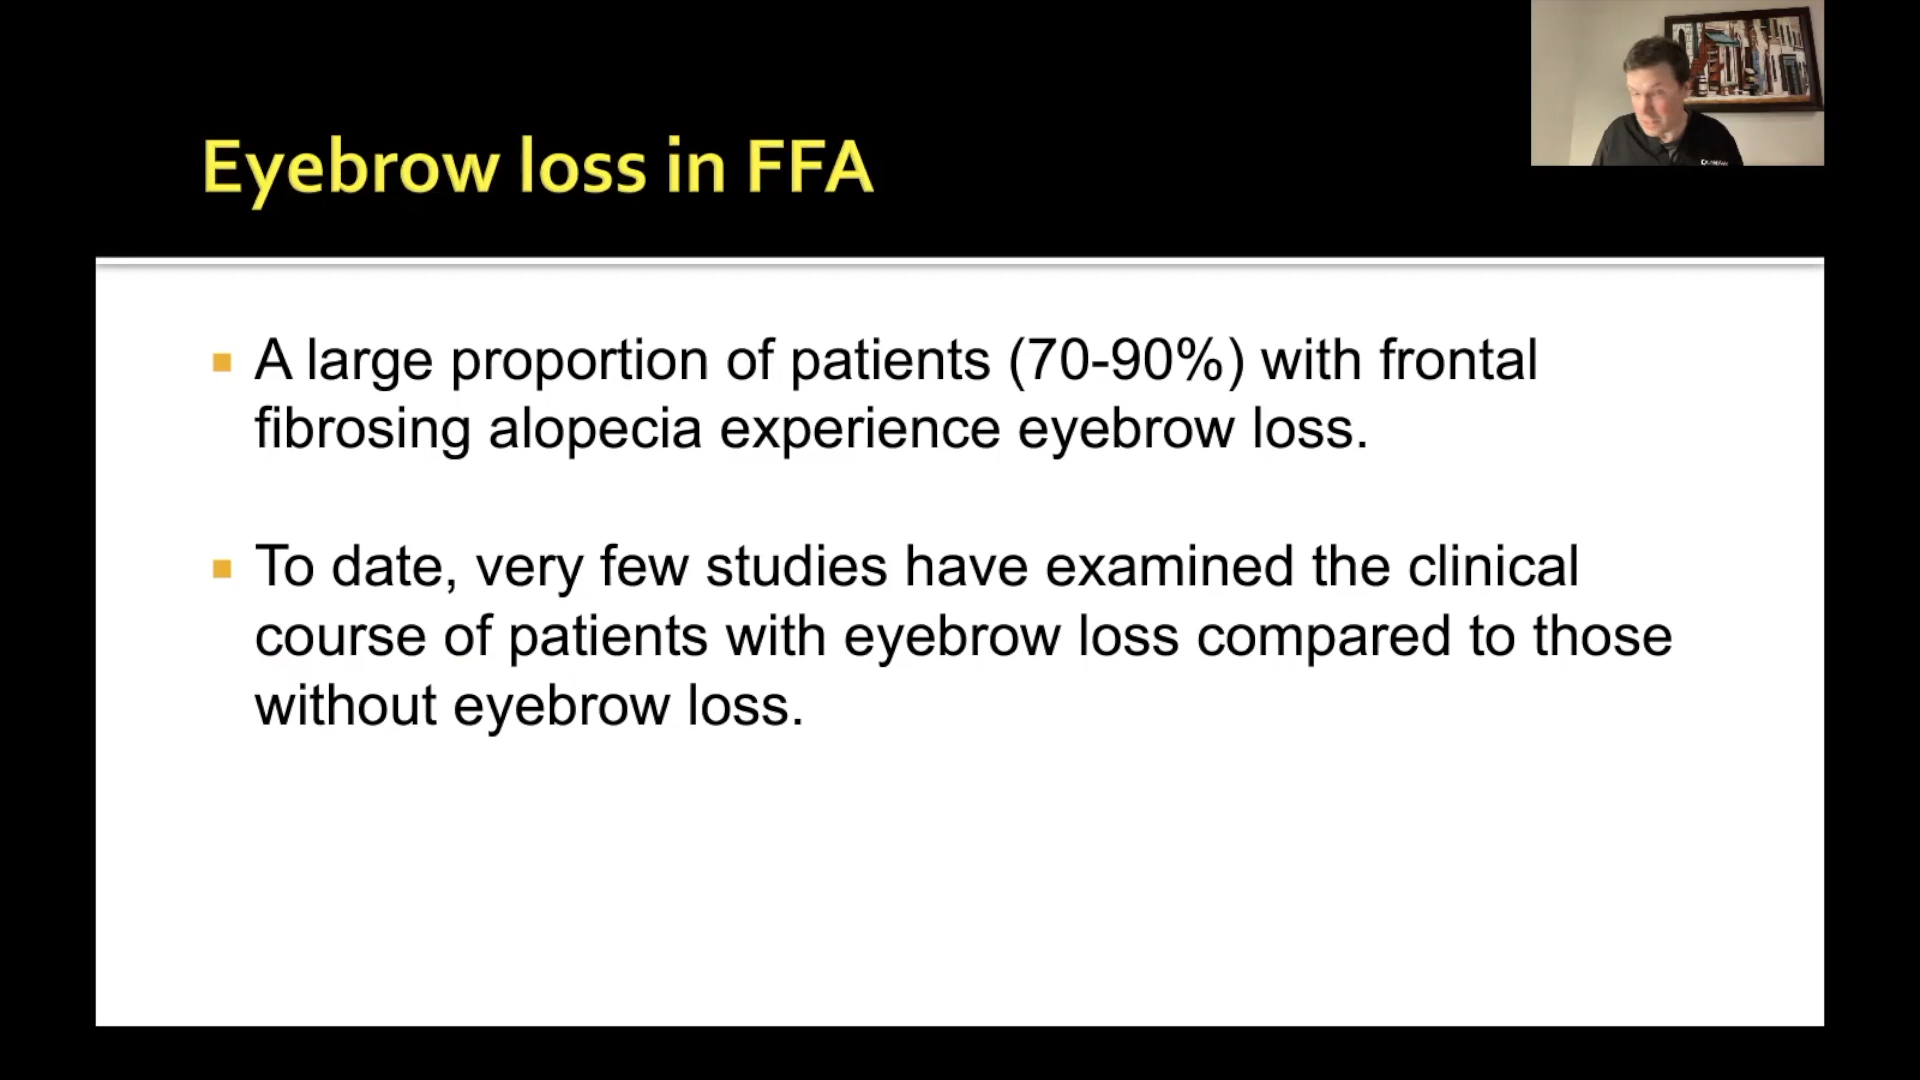 Eyebrow loss in FFA
A large proportion of patients (70-90%) with frontal
fibrosing alopecia experience eyebrow loss.
To date, very few studies have examined the clinical
course of patients with eyebrow loss compared to those
without eyebrow loss.